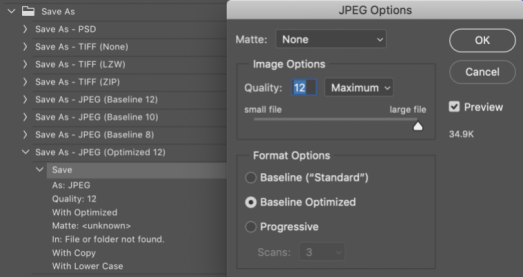 Save As
Save As - PSD
Save As - TIFF (None)
Save As - TIFF (LZW)
Save As - TIFF (ZIP)
Save As - JPEG (Baseline 12)
Save As - JPEG (Baseline 10)
Save As - JPEG (Baseline 8)
Save As - JPEG (Optimized 12)
Save
As: JPEG
Quality: 12
With Optimized
Matte: <unknown>
In: File or folder not found.
With Copy
With Lower Case
JPEG Options
Matte: None
OK
Cancel
Preview
34.9K
Image Options
Quality: 12 Maximum
small file large file
Format Options
Baseline ("Standard")
Baseline Optimized
Progressive
Scans: 3